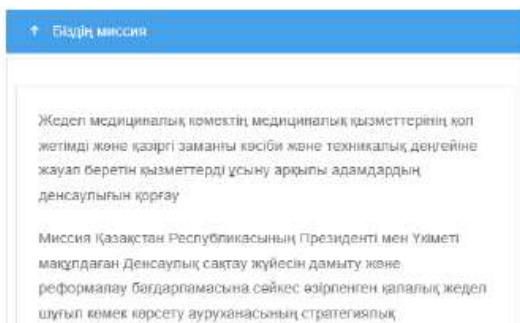 Біздің миссия
Жедел медициналық көмектің медициналық қызметтерінің қол
жетімді және қазіргі заманғы кәсіби және техникалық деңгейіне
жауап беретін қызметтерді ұсыну арқылы адамдардың
денсаулығын қорғау
Миссия Қазақстан Республикасының Президенті мен Үкіметі
мақұлдаған Денсаулық сақтау жүйесін дамыту және
реформалау бағдарламасына сәйкес әзірленген қалалық жедел
шұғыл көмек көрсету ауруханасының стратегиялық